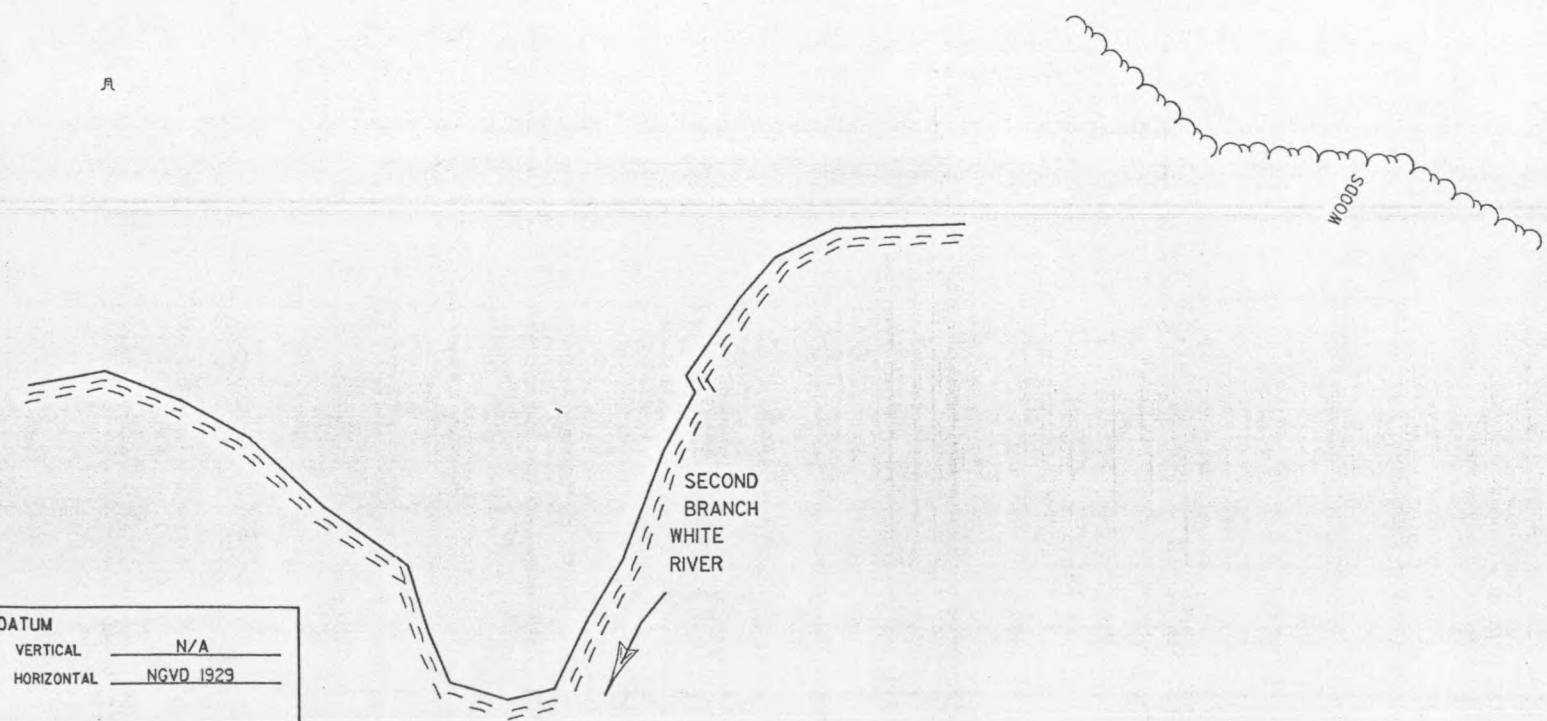 WOODS
SECOND
BRANCH
WHITE
RIVER
DATUM
VERTICAL N/A
HORIZONTAL NGVD 1929